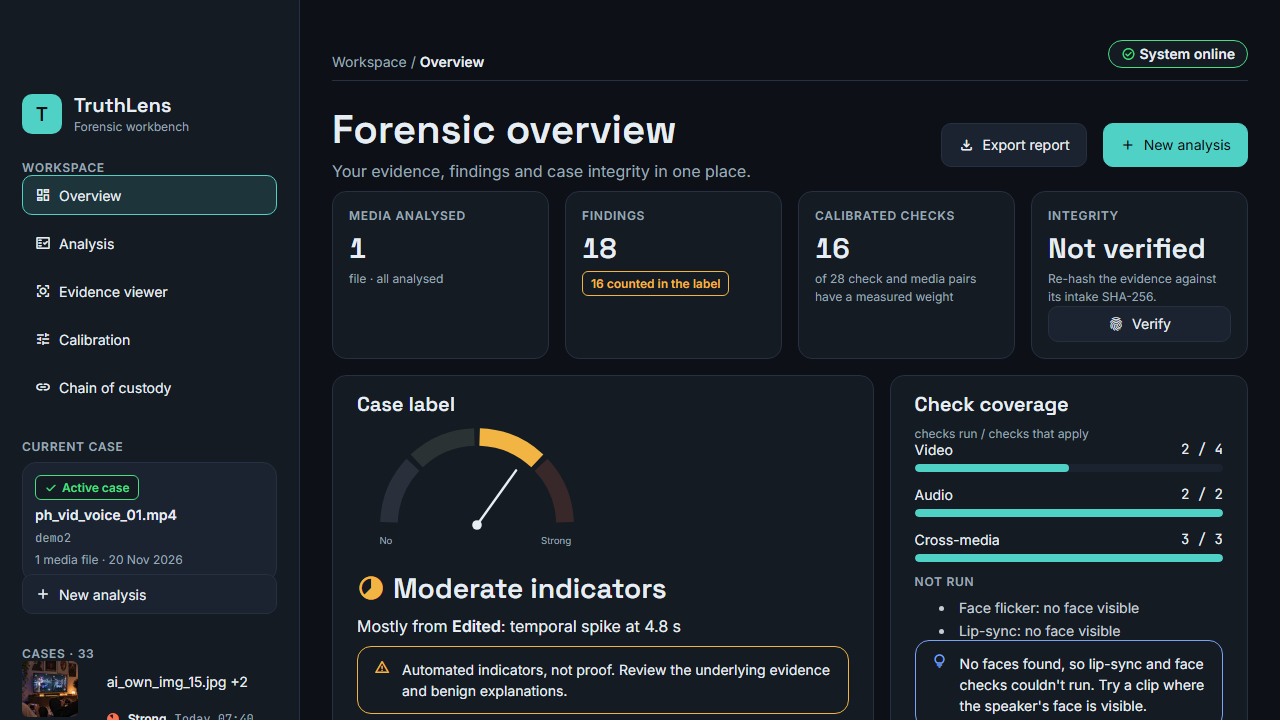 T
TruthLens
Forensic workbench
WORKSPACE
Overview
Analysis
Evidence viewer
Calibration
Chain of custody
CURRENT CASE
Active case
ph_vid_voice_01.mp4
demo2
1 media file · 20 Nov 2026
New analysis
CASES · 33
ai_own_img_15.jpg +2
Strong Today 07:40
Workspace / Overview
System online
Forensic overview
Your evidence, findings and case integrity in one place.
Export report
New analysis
MEDIA ANALYSED
1
file · all analysed
FINDINGS
18
16 counted in the label
CALIBRATED CHECKS
16
of 28 check and media pairs
have a measured weight
INTEGRITY
Not verified
Re-hash the evidence against
its intake SHA-256.
Verify
Case label
No
Strong
Moderate indicators
Mostly from Edited: temporal spike at 4.8 s
Automated indicators, not proof. Review the underlying evidence
and benign explanations.
Check coverage
checks run / checks that apply
Video 2 / 4
Audio 2 / 2
Cross-media 3 / 3
NOT RUN
Face flicker: no face visible
Lip-sync: no face visible
No faces found, so lip-sync and face
checks couldn't run. Try a clip where
the speaker's face is visible.